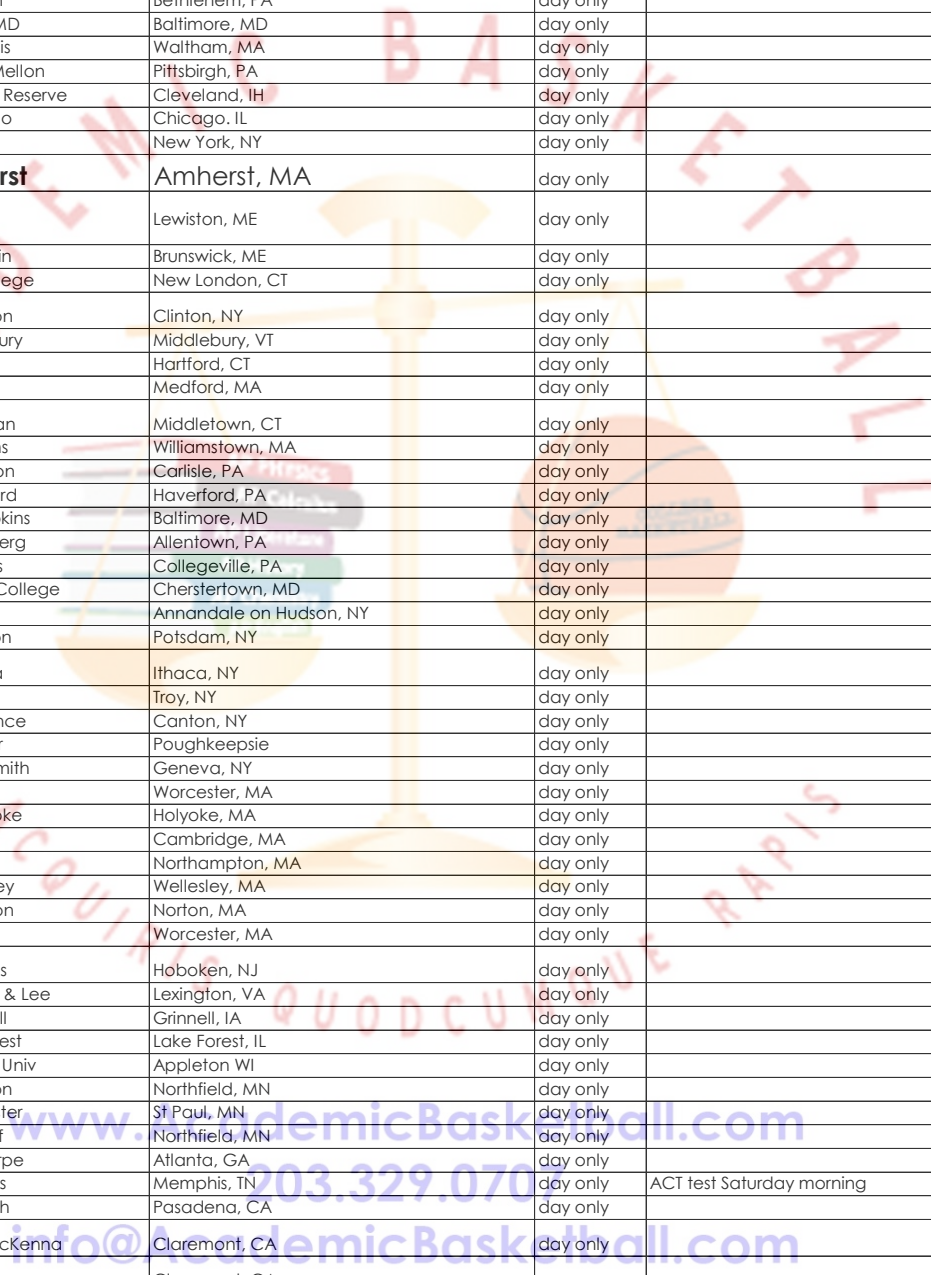 Bethlehem, PA day only
MD Baltimore, MD day only
is Waltham, MA day only
Mellon Pittsbirgh, PA day only
Reserve Cleveland, IH day only
o Chicago. IL day only
New York, NY day only
rst Amherst, MA day only
Lewiston, ME day only
in Brunswick, ME day only
ege New London, CT day only
on Clinton, NY day only
ury Middlebury, VT day only
Hartford, CT day only
Medford, MA day only
an Middletown, CT day only
s Williamstown, MA day only
on Carlisle, PA day only
rd Haverford, PA day only
kins Baltimore, MD day only
erg Allentown, PA day only
s Collegeville, PA day only
College Cherstertown, MD day only
Annandale on Hudson, NY day only
on Potsdam, NY day only
a Ithaca, NY day only
Troy, NY day only
nce Canton, NY day only
r Poughkeepsie day only
mith Geneva, NY day only
Worcester, MA day only
oke Holyoke, MA day only
Cambridge, MA day only
Northampton, MA day only
ey Wellesley, MA day only
on Norton, MA day only
Worcester, MA day only
s Hoboken, NJ day only
& Lee Lexington, VA day only
ll Grinnell, IA day only
est Lake Forest, IL day only
Univ Appleton WI day only
on Northfield, MN day only
ter St Paul, MN day only
f Northfield, MN day only
rpe Atlanta, GA day only
s Memphis, TN day only ACT test Saturday morning
h Pasadena, CA day only
cKenna Claremont, CA day only
DEMIC BASKETBALL
ACQUIRIS QUODCUMQUE RAPIS
PHYSICS
Calculus
www.AcademicBasketball.com
203.329.0707
info@AcademicBasketball.com